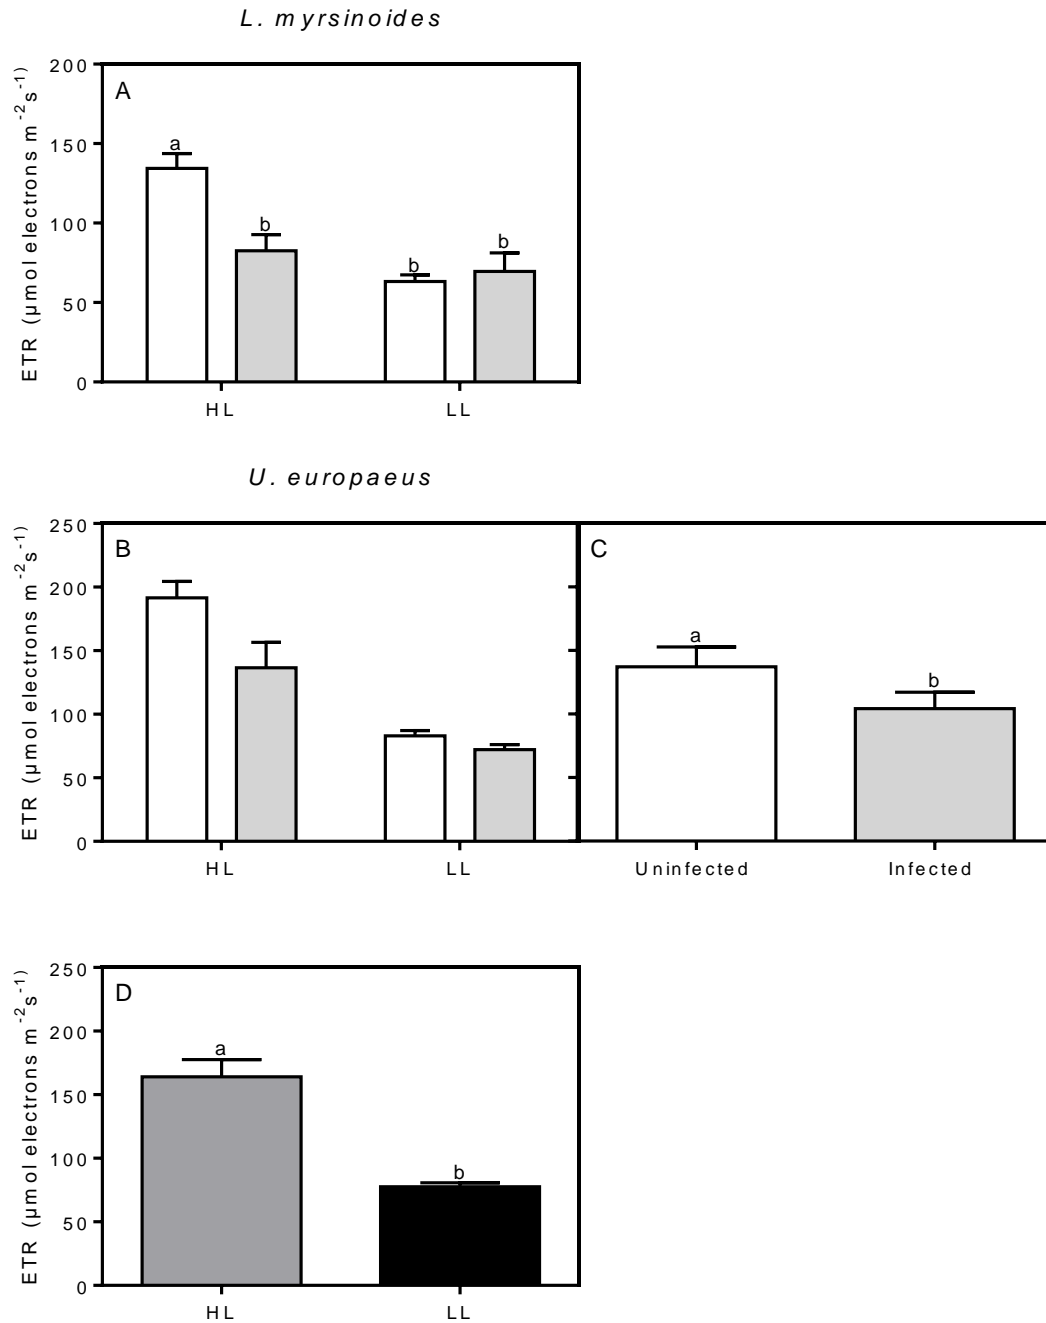 L. myrsinoides
A
ETR (µmol electrons m⁻²s⁻¹)
200
150
100
50
0
a
b
b
b
HL LL
U. europaeus
B
C
ETR (µmol electrons m⁻²s⁻¹)
250
200
150
100
50
0
a
b
HL LL Uninfected Infected
D
ETR (µmol electrons m⁻²s⁻¹)
250
200
150
100
50
0
a
b
HL LL